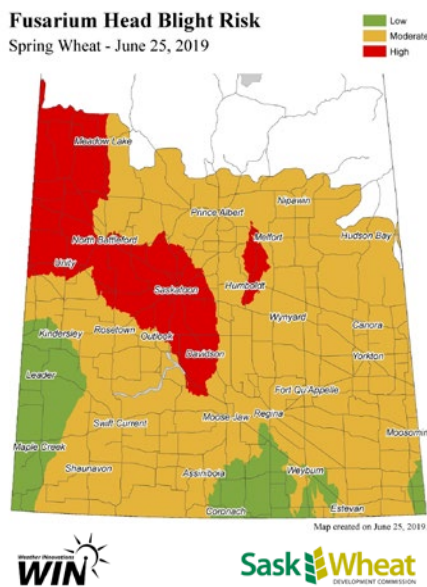 Fusarium Head Blight Risk
Spring Wheat - June 25, 2019
Low
Moderate
High
Meadow Lake
Nipawin
Prince Albert
Hudson Bay
North Battleford
Melfort
Unity
Saskatoon
Humboldt
Wynyard
Canora
Kindersley
Rosetown
Outlook
Davidson
Yorkton
Leader
Fort Qu'Appelle
Swift Current
Moose Jaw
Regina
Moosomin
Maple Creek
Shaunavon
Assiniboia
Weyburn
Coronach
Estevan
Map created on June 25, 2019.
Weather INnovations
WIN
SaskWheat
DEVELOPMENT COMMISSION